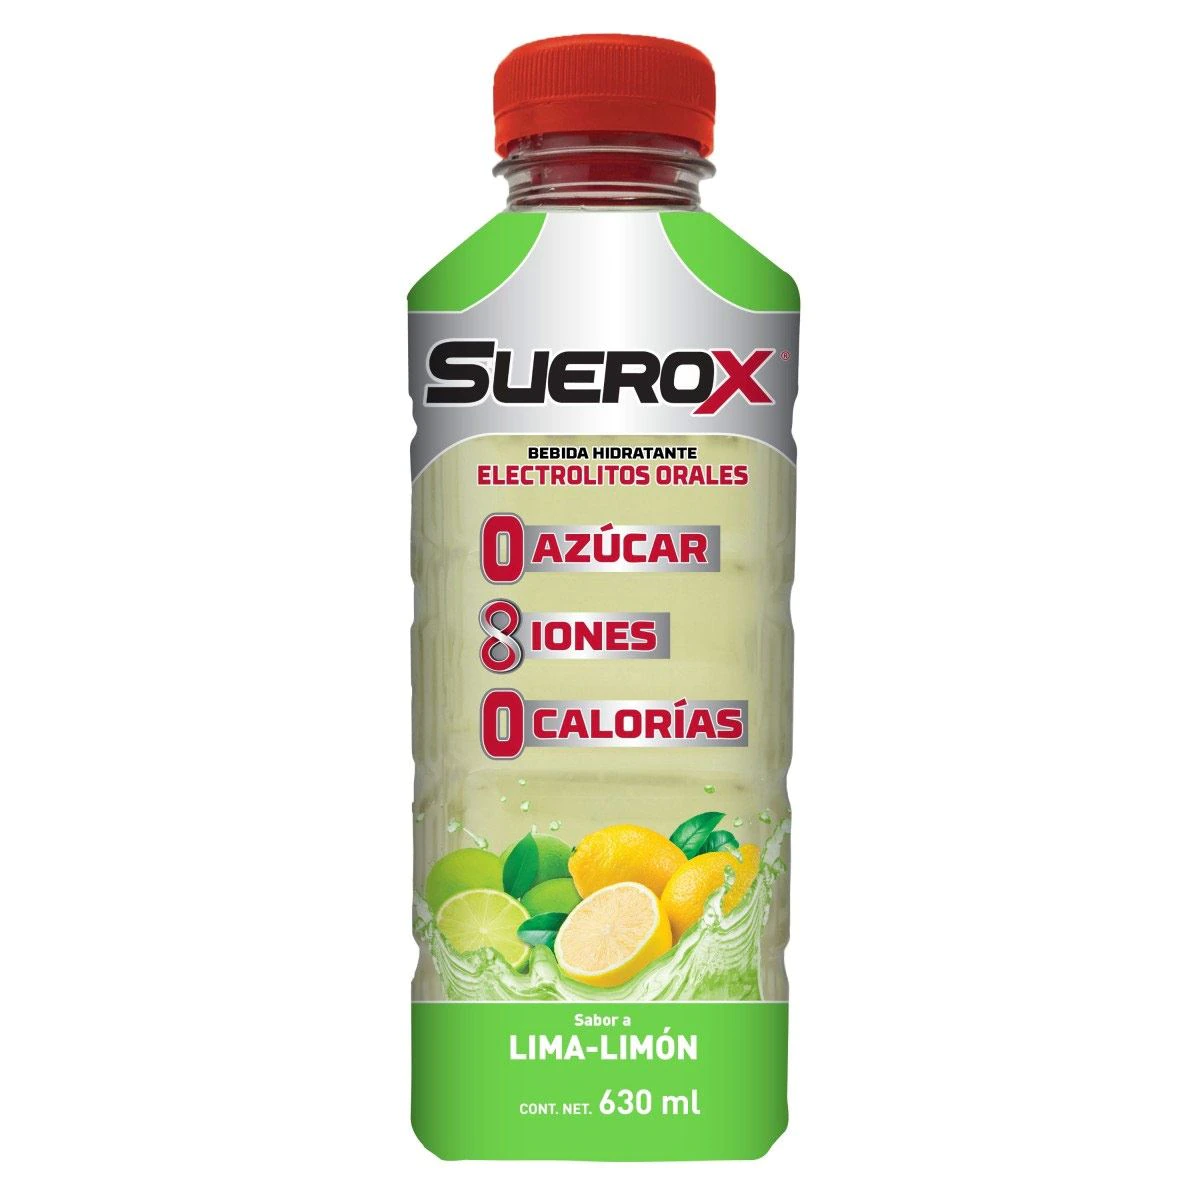 SUEROX®
BEBIDA HIDRATANTE
ELECTROLITOS ORALES
0 AZÚCAR
8 IONES
0 CALORÍAS
Sabor a
LIMA-LIMÓN
CONT. NET. 630 ml